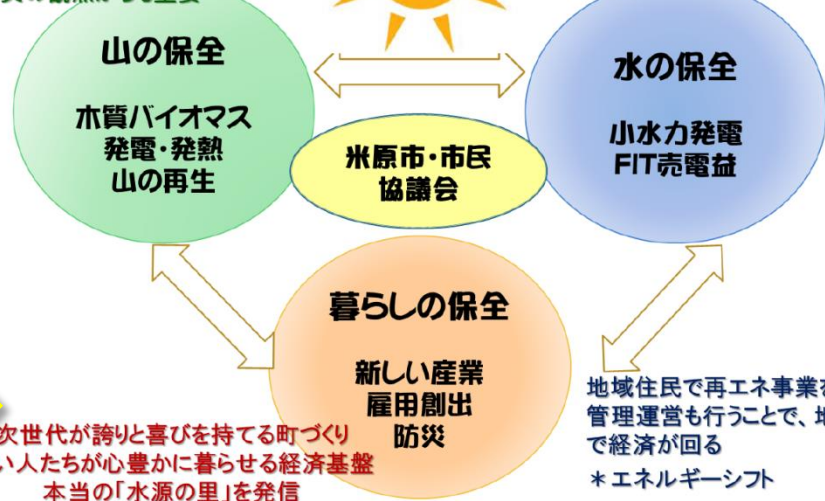 山の保全
木質バイオマス
発電・発熱
山の再生
水の保全
小水力発電
FIT売電益
米原市・市民
協議会
暮らしの保全
新しい産業
雇用創出
防災
次世代が誇りと喜びを持てる町づくり
い人たちが心豊かに暮らせる経済基盤
本当の「水源の里」を発信
地域住民で再エネ事業を
管理運営も行うことで、地
で経済が回る
＊エネルギーシフト